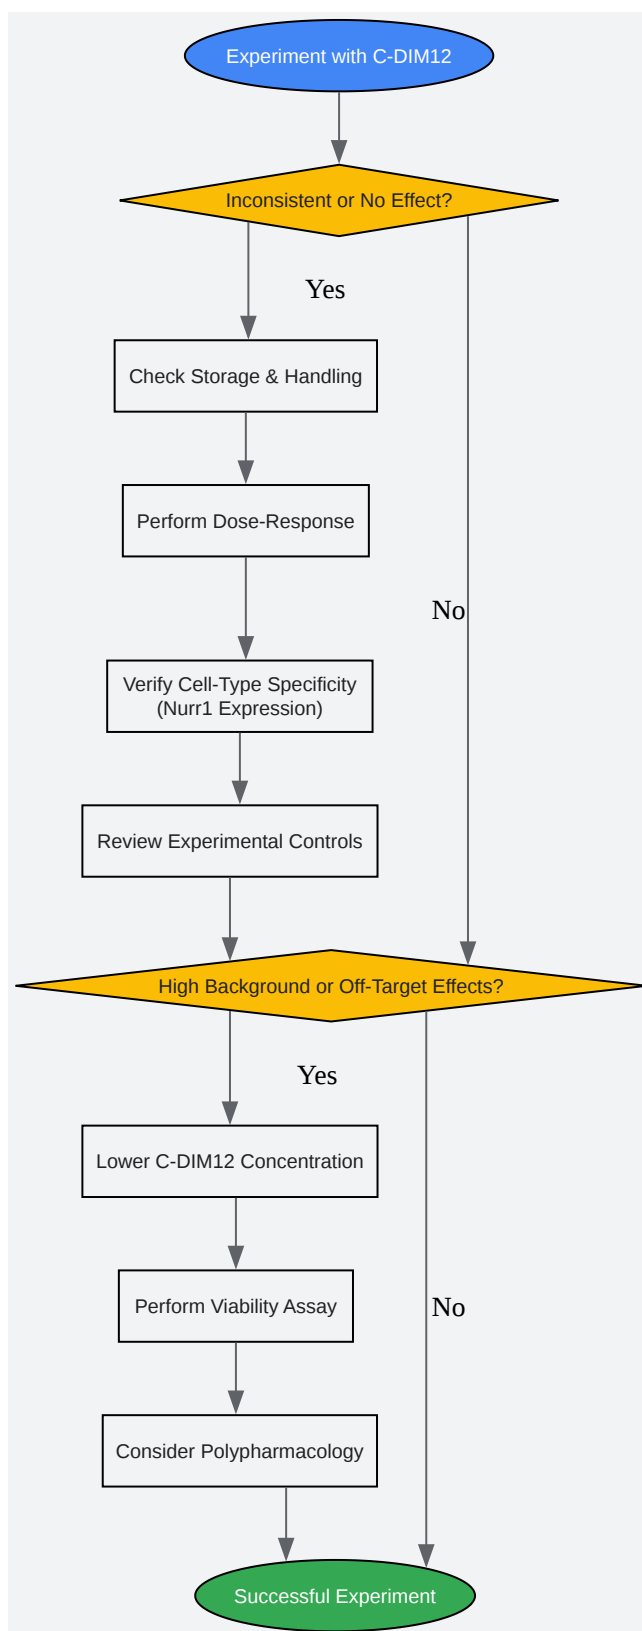 Experiment with C-DIM12
Inconsistent or No Effect?
Yes
Check Storage & Handling
Perform Dose-Response
No
Verify Cell-Type Specificity
(Nurr1 Expression)
Review Experimental Controls
High Background or Off-Target Effects?
Yes
Lower C-DIM12 Concentration
Perform Viability Assay
No
Consider Polypharmacology
Successful Experiment